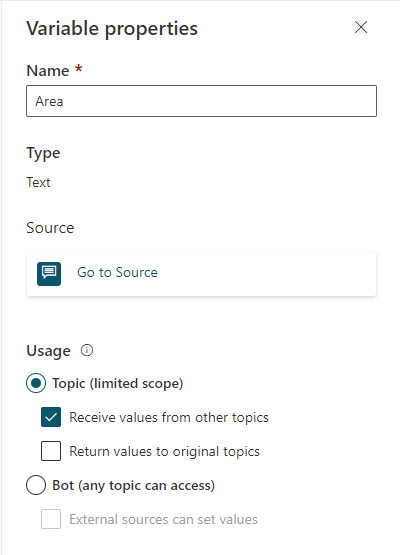 Variable properties
Name *
Area
Type
Text
Source
Go to Source
Usage
Topic (limited scope)
Receive values from other topics
Return values to original topics
Bot (any topic can access)
External sources can set values